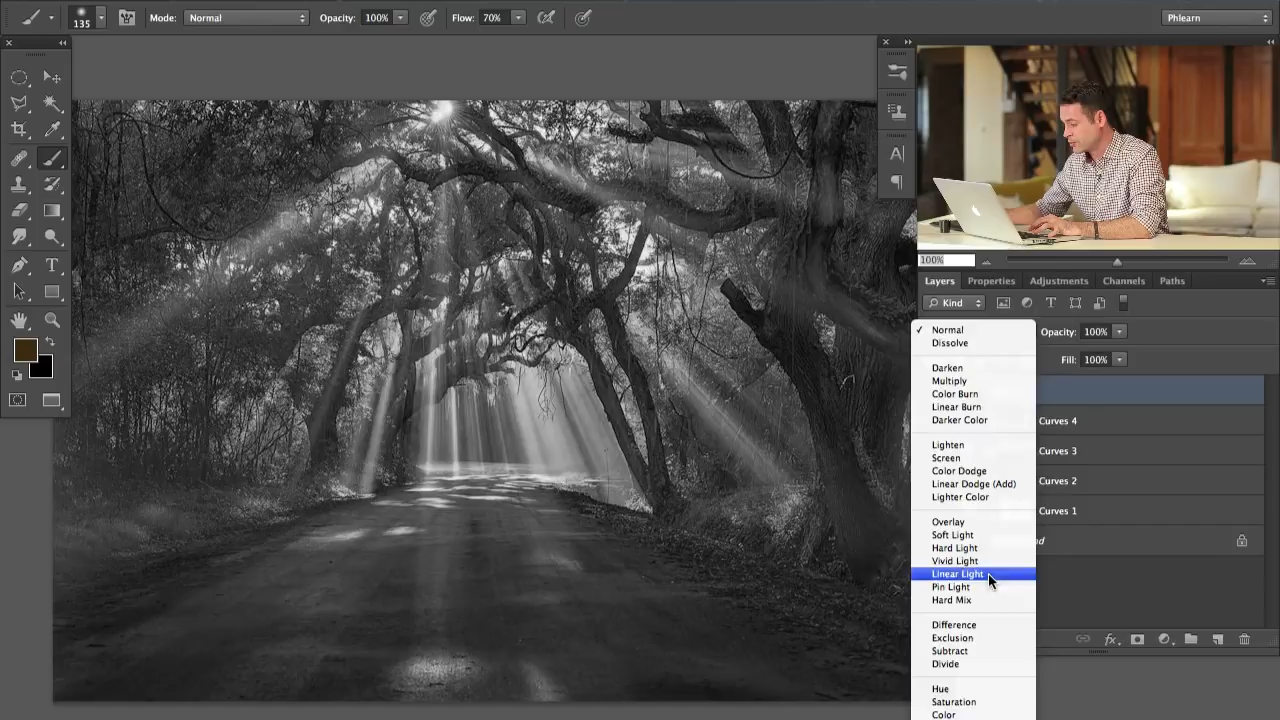 135
Mode: Normal
Opacity: 100%
Flow: 70%
Phlearn
100%
Layers
Properties
Adjustments
Channels
Paths
Kind
Opacity: 100%
Fill: 100%
✓ Normal
Dissolve
Darken
Multiply
Color Burn
Linear Burn
Darker Color
Lighten
Screen
Color Dodge
Linear Dodge (Add)
Lighter Color
Overlay
Soft Light
Hard Light
Vivid Light
Linear Light
Pin Light
Hard Mix
Difference
Exclusion
Subtract
Divide
Hue
Saturation
Color
Curves 4
Curves 3
Curves 2
Curves 1
nd